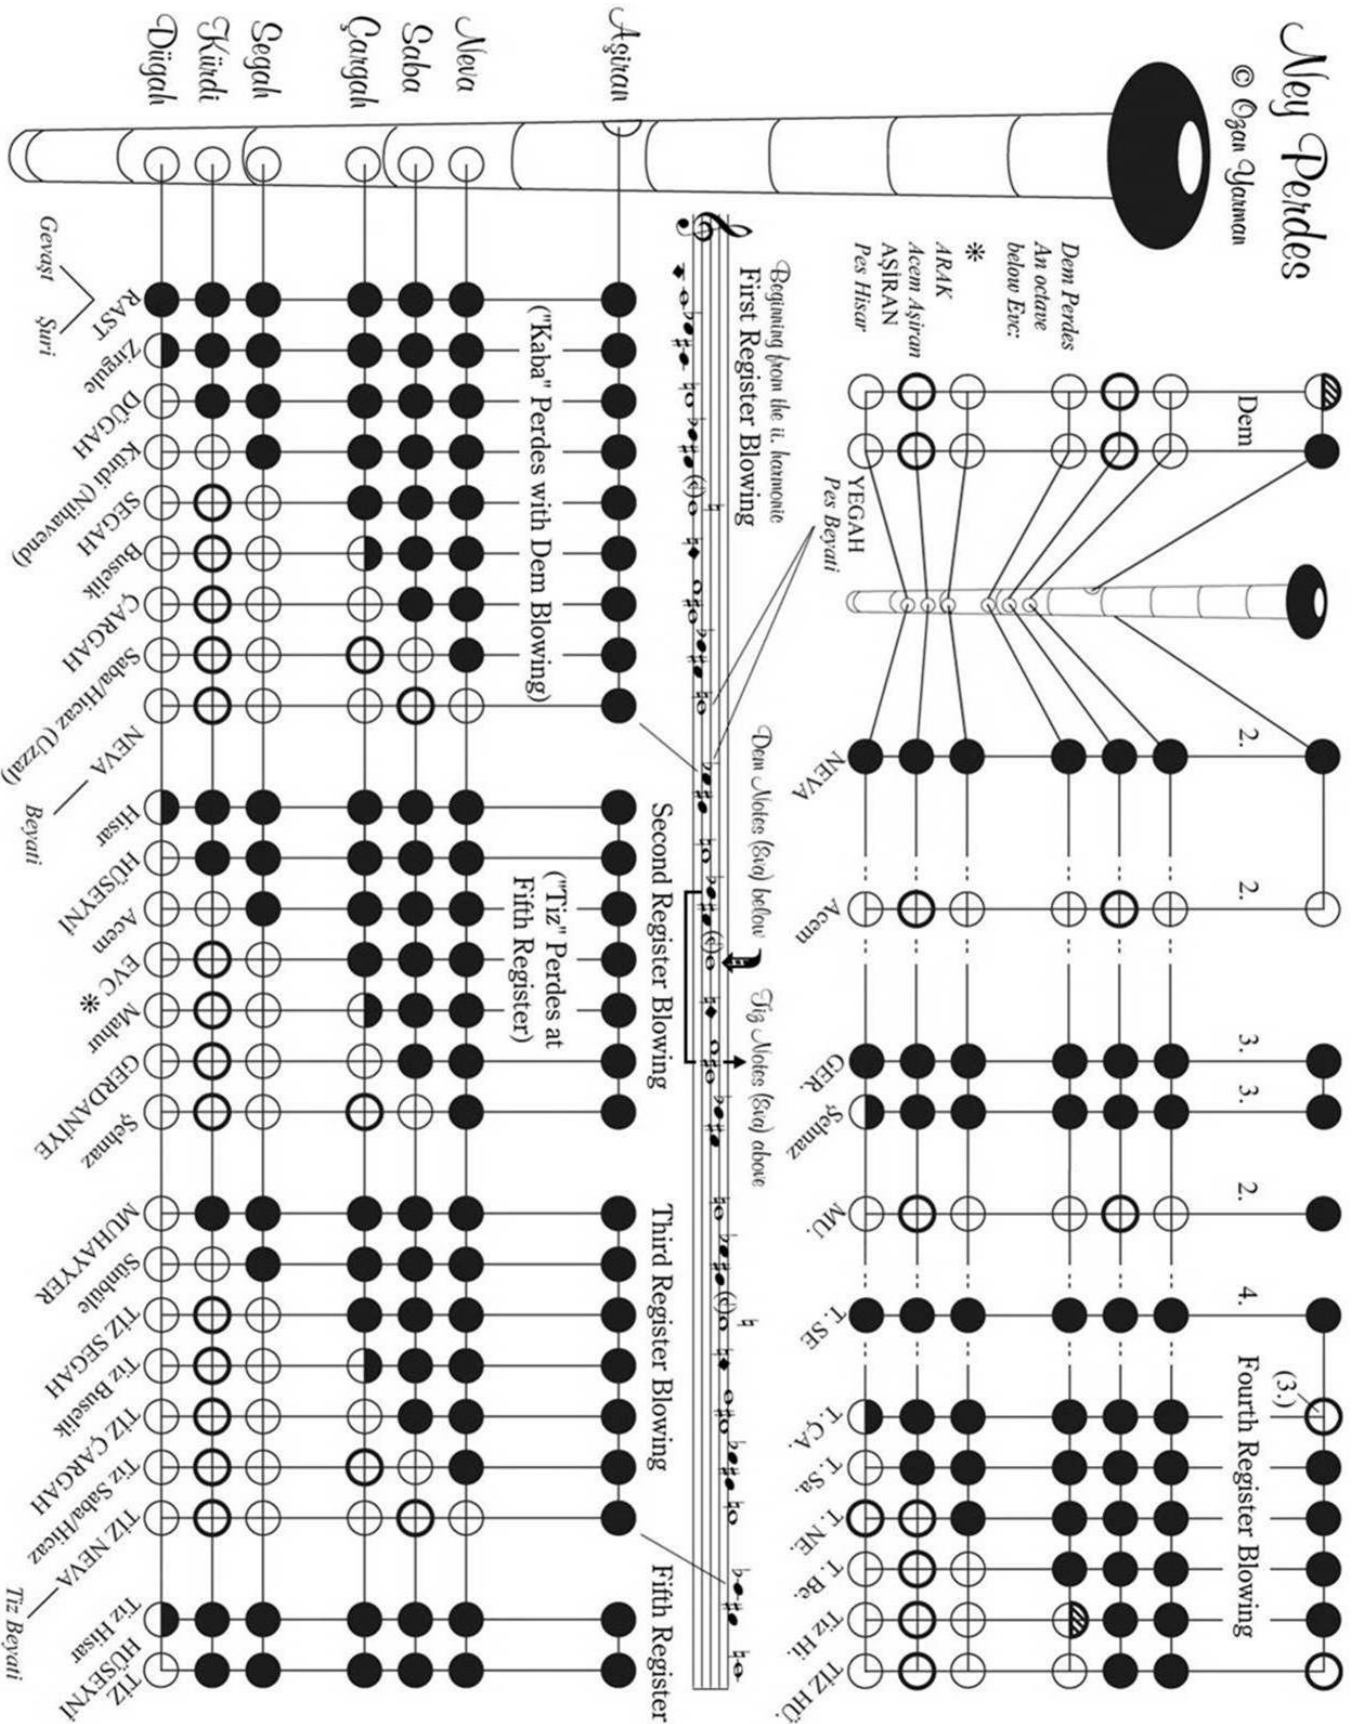 Ney Perdes
© Ozan Yarman
Dem Perdes
An octave
below Evc:
*
ARAK
Acem Aşiran
AŞİRAN
Pes Hisar
Dem
YEGAH
Pes Beyati
2.
2.
3.
3.
2.
4.
(3.)
Fourth Register Blowing
NEVA
Acem
GER.
Şehnaz
MU.
T. SE
T. ÇA.
T. Sa.
T. NE.
T. Be.
Tiz Hi.
TİZ HÜ.
Beginning from the ii. harmonic
First Register Blowing
Dem Notes (8va) below
Tiz Notes (8va) above
Second Register Blowing
Third Register Blowing
Fifth Register
("Kaba" Perdes with Dem Blowing)
("Tiz" Perdes at
Fifth Register)
Aşiran
Neva
Saba
Çargah
Segah
Kürdi
Dügah
RAST
Gevaşt
Şuri
Zirgule
DÜGAH
Kürdi (Nihavend)
SEGAH
Buselik
ÇARGAH
Saba/Hicaz (Uzzal)
NEVA
Beyati
Hisar
HÜSEYNİ
Acem
EVC
*
Mahur
GERDANİYE
Şehnaz
MUHAYYER
Sünbüle
TİZ SEGAH
Tiz Buselik
TİZ ÇARGAH
Tiz Saba/Hicaz
TİZ NEVA
Tiz Beyati
Tiz Hisar
TİZ
HÜSEYNİ